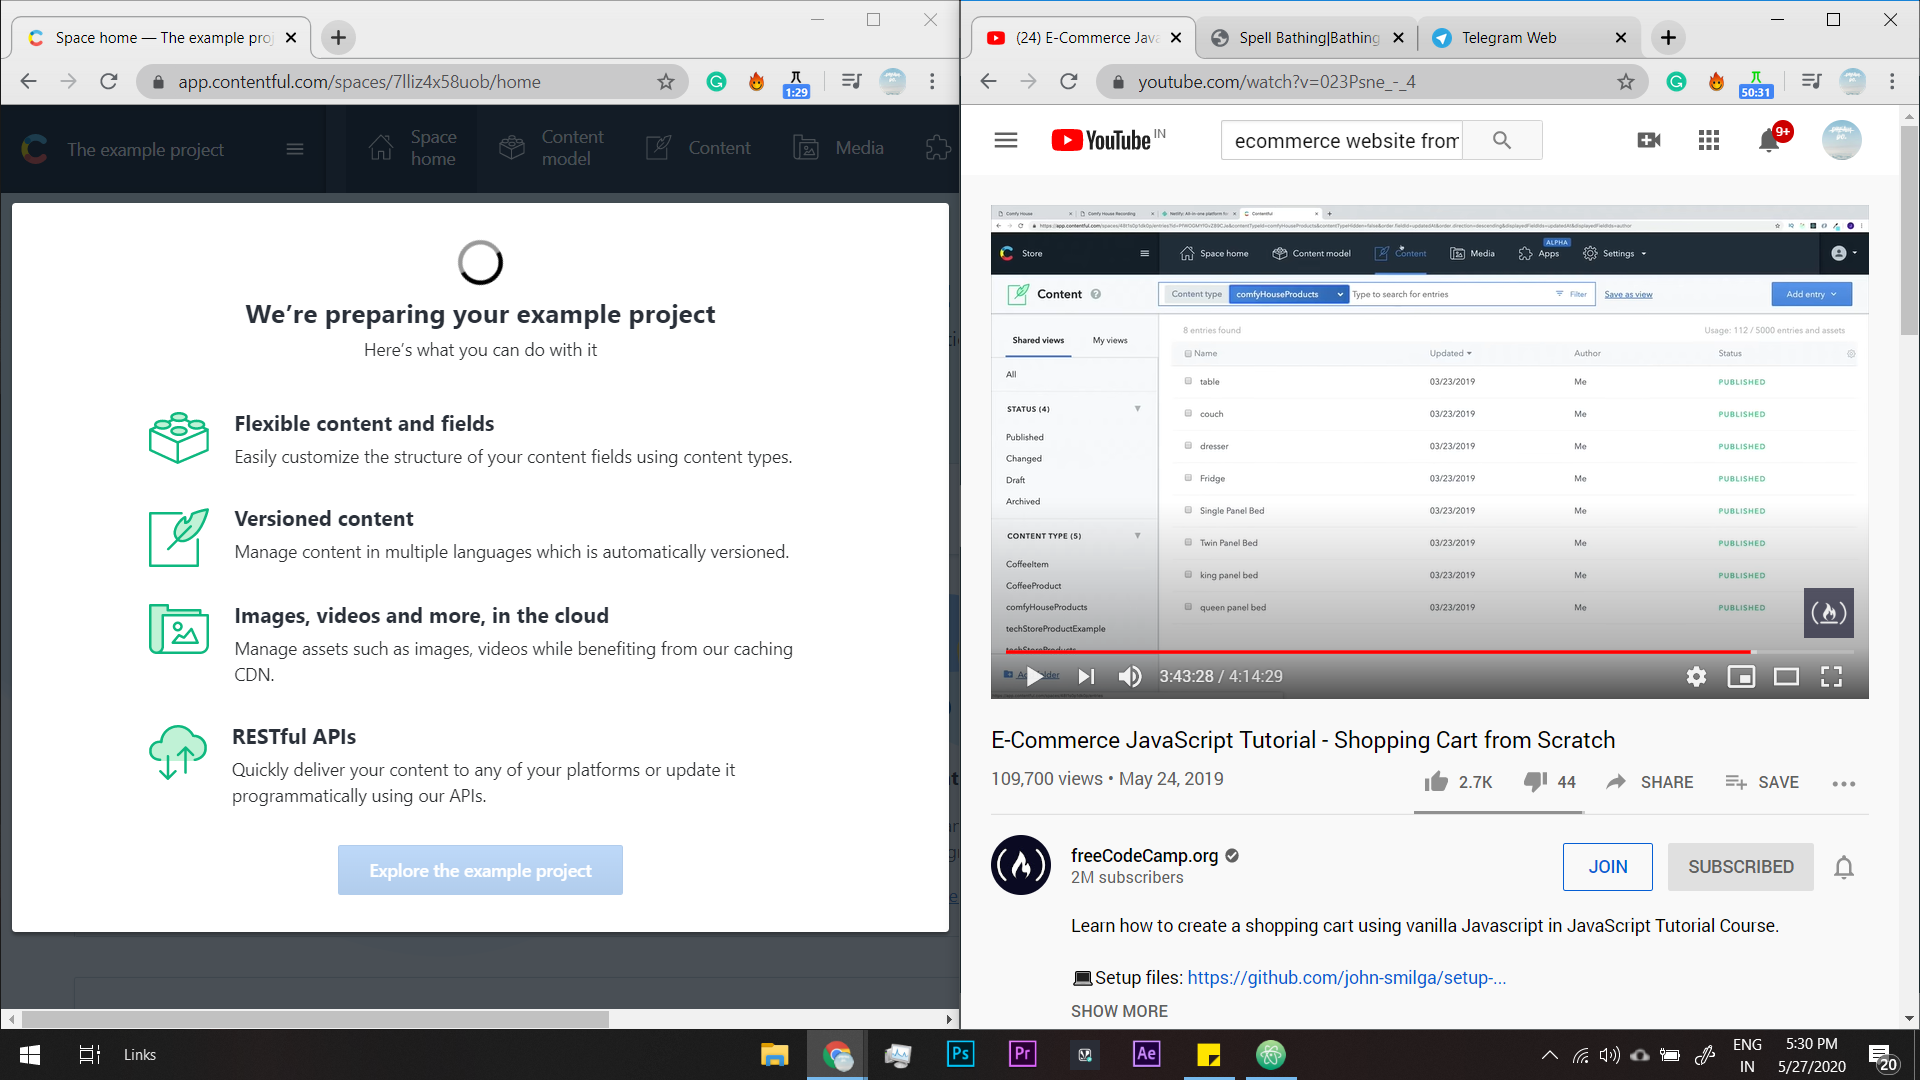 Space home — The example proj
app.contentful.com/spaces/7lliz4x58uob/home
1:29
The example project
Space home
Content model
Content
Media
We're preparing your example project
Here's what you can do with it
Flexible content and fields
Easily customize the structure of your content fields using content types.
Versioned content
Manage content in multiple languages which is automatically versioned.
Images, videos and more, in the cloud
Manage assets such as images, videos while benefiting from our caching
CDN.
RESTful APIs
Quickly deliver your content to any of your platforms or update it
programmatically using our APIs.
Explore the example project
(24) E-Commerce Java
Spell Bathing|Bathing
Telegram Web
youtube.com/watch?v=023Psne_-_4
50:31
YouTube IN
ecommerce website from
9+
Comfy House
Comfy House Recording
Contentful
Store
Space home
Content model
Content
Media
ALPHA
Apps
Settings
Content
Content type
comfyHouseProducts
Type to search for entries
Filter
Save as view
Add entry
Shared views
My views
8 entries found
Usage: 112 / 5000 entries and assets
Name Updated Author Status
All
table 03/23/2019 Me PUBLISHED
STATUS (4)
couch 03/23/2019 Me PUBLISHED
Published
dresser 03/23/2019 Me PUBLISHED
Changed
Draft
Fridge 03/23/2019 Me PUBLISHED
Archived
Single Panel Bed 03/23/2019 Me PUBLISHED
CONTENT TYPE (5)
Twin Panel Bed 03/23/2019 Me PUBLISHED
CoffeeItem
king panel bed 03/23/2019 Me PUBLISHED
CoffeeProduct
comfyHouseProducts
queen panel bed 03/23/2019 Me PUBLISHED
techStoreProductExample
techStoreProducts
3:43:28 / 4:14:29
E-Commerce JavaScript Tutorial - Shopping Cart from Scratch
109,700 views • May 24, 2019
2.7K
44
SHARE
SAVE
freeCodeCamp.org
2M subscribers
JOIN
SUBSCRIBED
Learn how to create a shopping cart using vanilla Javascript in JavaScript Tutorial Course.
Setup files: https://github.com/john-smilga/setup-...
SHOW MORE
Links
Ps
Pr
Ae
ENG
IN
5:30 PM
5/27/2020
20